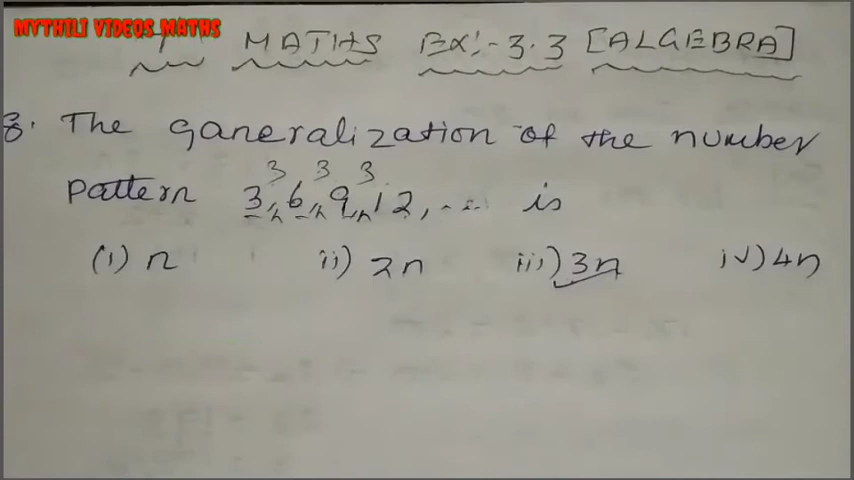 MYTHILI VIDEOS MATHS
MATHS EX:- 3.3 [ALGEBRA]
8. The ganeralization of the number
3 3 3
pattern 3, 6, 9, 12, .... is
(i) n ii) 2n iii) 3n iv) 4n